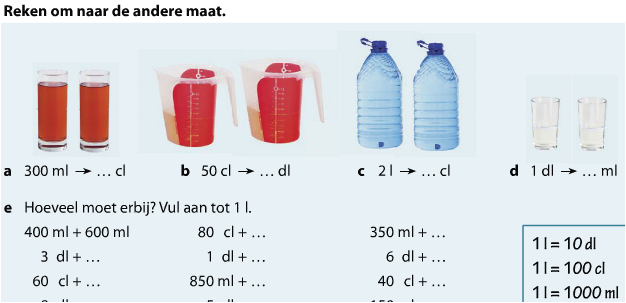 Reken om naar de andere maat.
a 300 ml → … cl
b 50 cl → … dl
c 2 l → … cl
d 1 dl → … ml
e Hoeveel moet erbij? Vul aan tot 1 l.
400 ml + 600 ml
80 cl + …
350 ml + …
3 dl + …
1 dl + …
6 dl + …
60 cl + …
850 ml + …
40 cl + …
1 l = 10 dl
1 l = 100 cl
1 l = 1000 ml